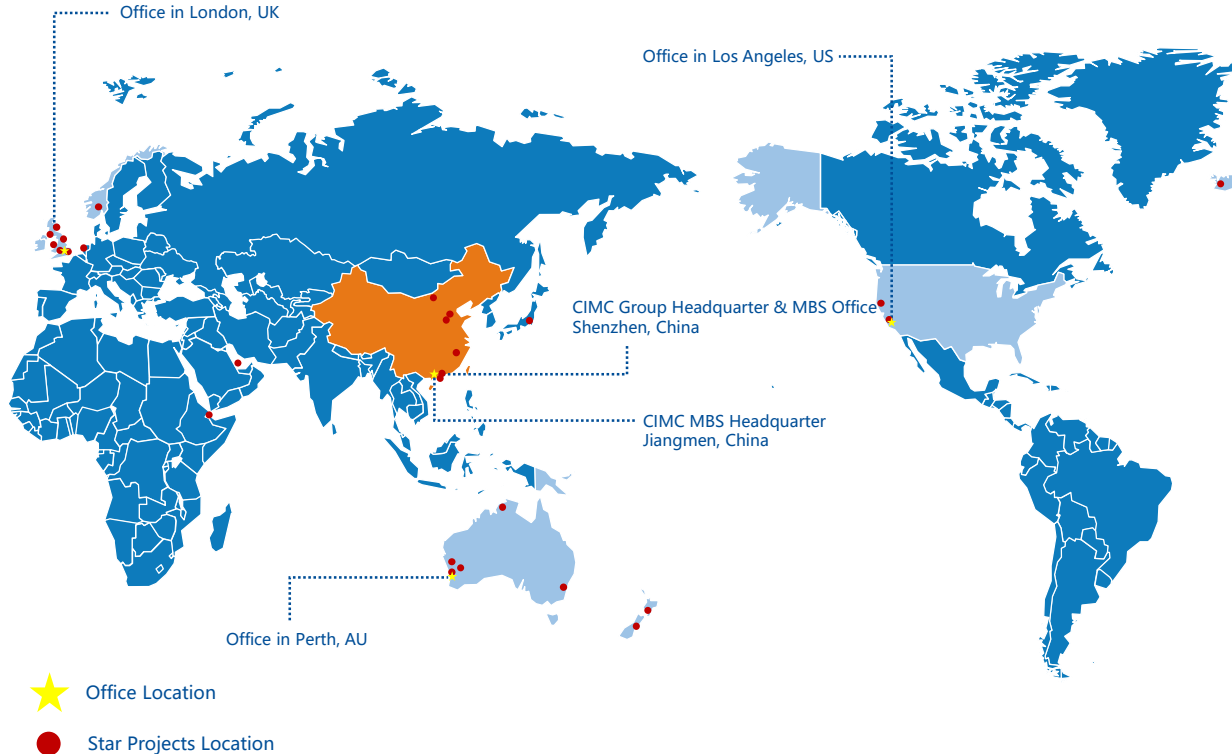 Office in London, UK
Office in Los Angeles, US
CIMC Group Headquarter & MBS Office
Shenzhen, China
CIMC MBS Headquarter
Jiangmen, China
Office in Perth, AU
Office Location
Star Projects Location